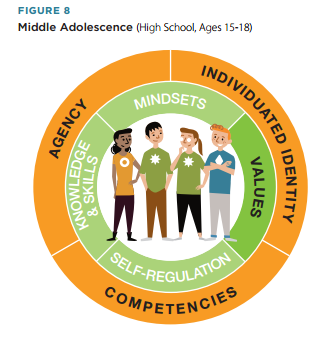 FIGURE 8
Middle Adolescence (High School, Ages 15-18)
AGENCY
INDIVIDUATED IDENTITY
MINDSETS
KNOWLEDGE
& SKILLS
VALUES
SELF-REGULATION
COMPETENCIES